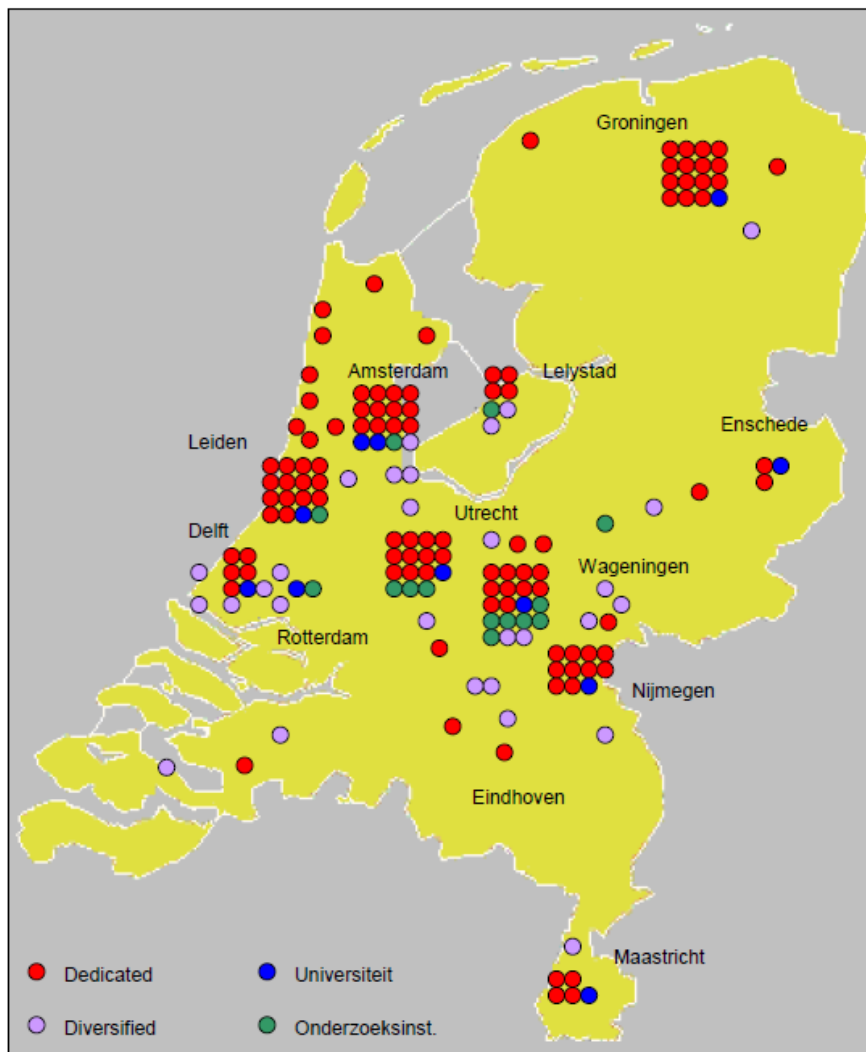 Groningen
Amsterdam
Lelystad
Enschede
Leiden
Utrecht
Delft
Wageningen
Rotterdam
Nijmegen
Eindhoven
Maastricht
Dedicated
Universiteit
Diversified
Onderzoeksinst.